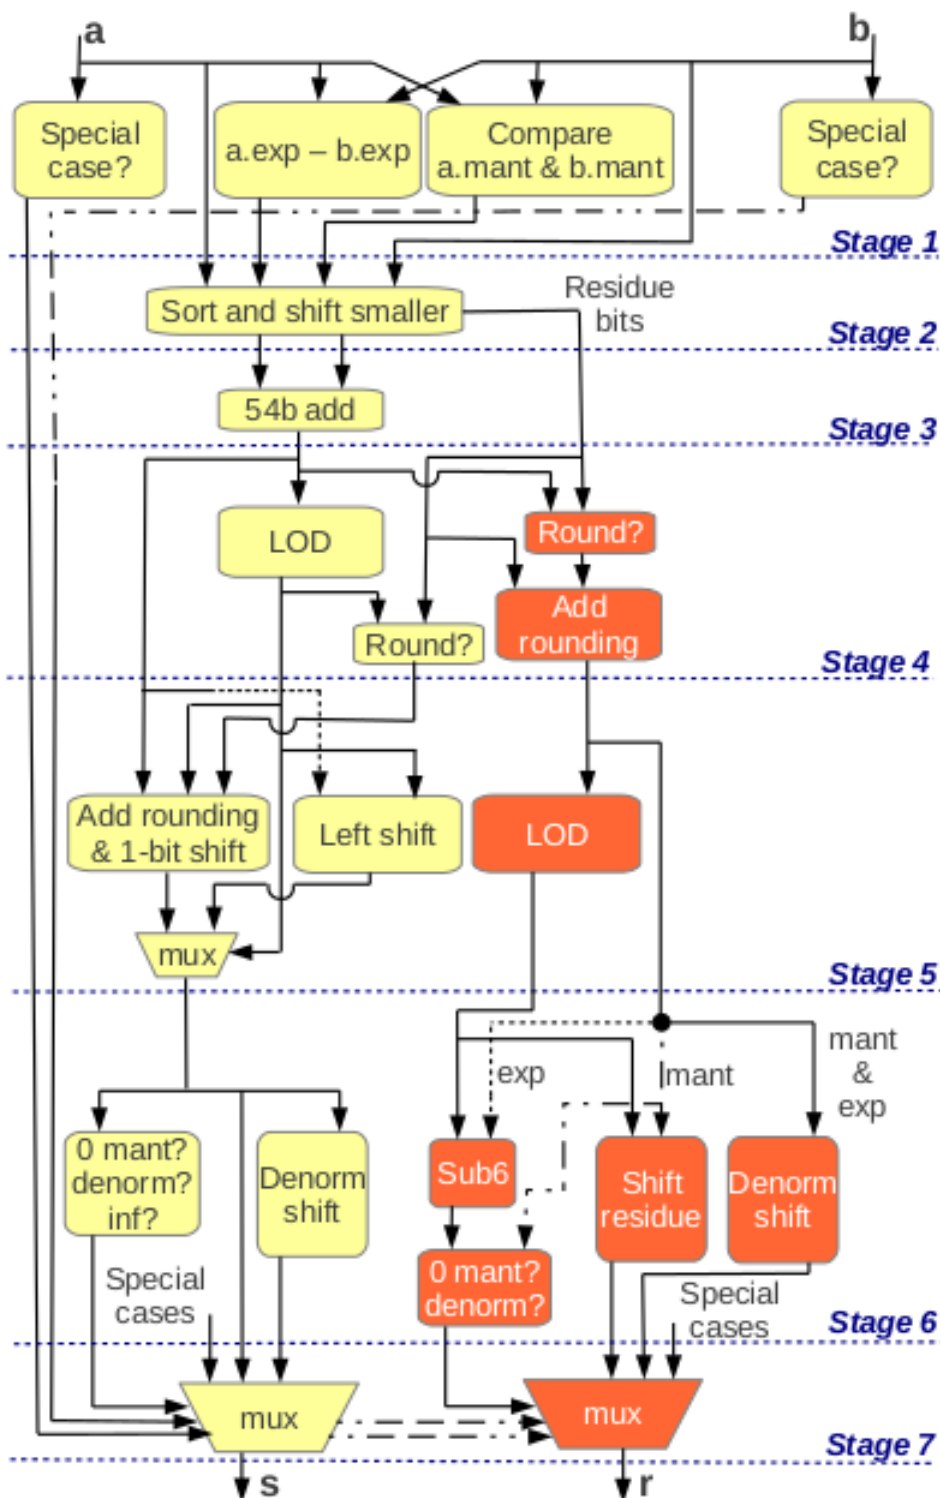 a
b
Special
case?
a.exp – b.exp
Compare
a.mant & b.mant
Special
case?
Stage 1
Sort and shift smaller
Residue
bits
Stage 2
54b add
Stage 3
LOD
Round?
Round?
Add
rounding
Stage 4
Add rounding
& 1-bit shift
Left shift
LOD
mux
Stage 5
exp
mant
mant
&
exp
0 mant?
denorm?
inf?
Denorm
shift
Sub6
Shift
residue
Denorm
shift
0 mant?
denorm?
Special
cases
Special
cases
Stage 6
mux
mux
Stage 7
s
r